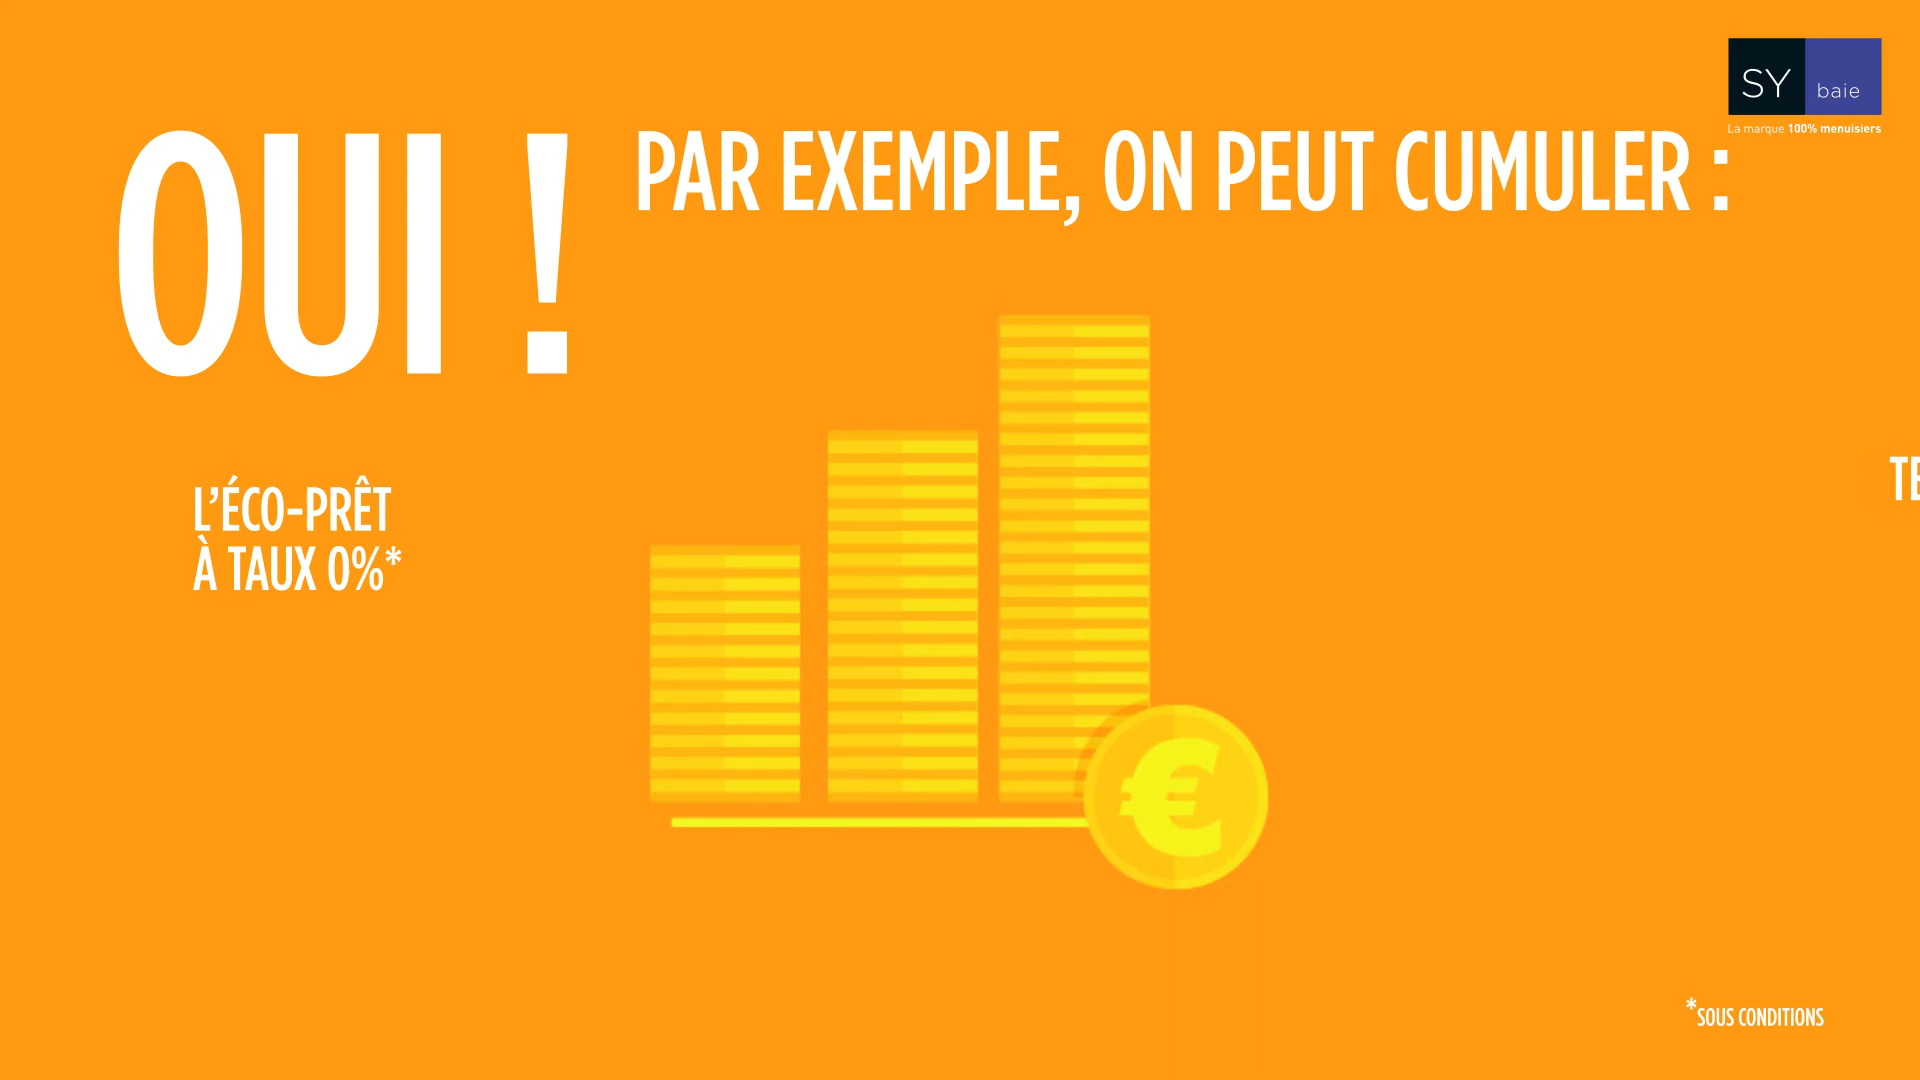 SY baie
La marque 100% menuisiers
OUI !
PAR EXEMPLE, ON PEUT CUMULER :
L’ÉCO-PRÊT
À TAUX 0%*
€
*SOUS CONDITIONS